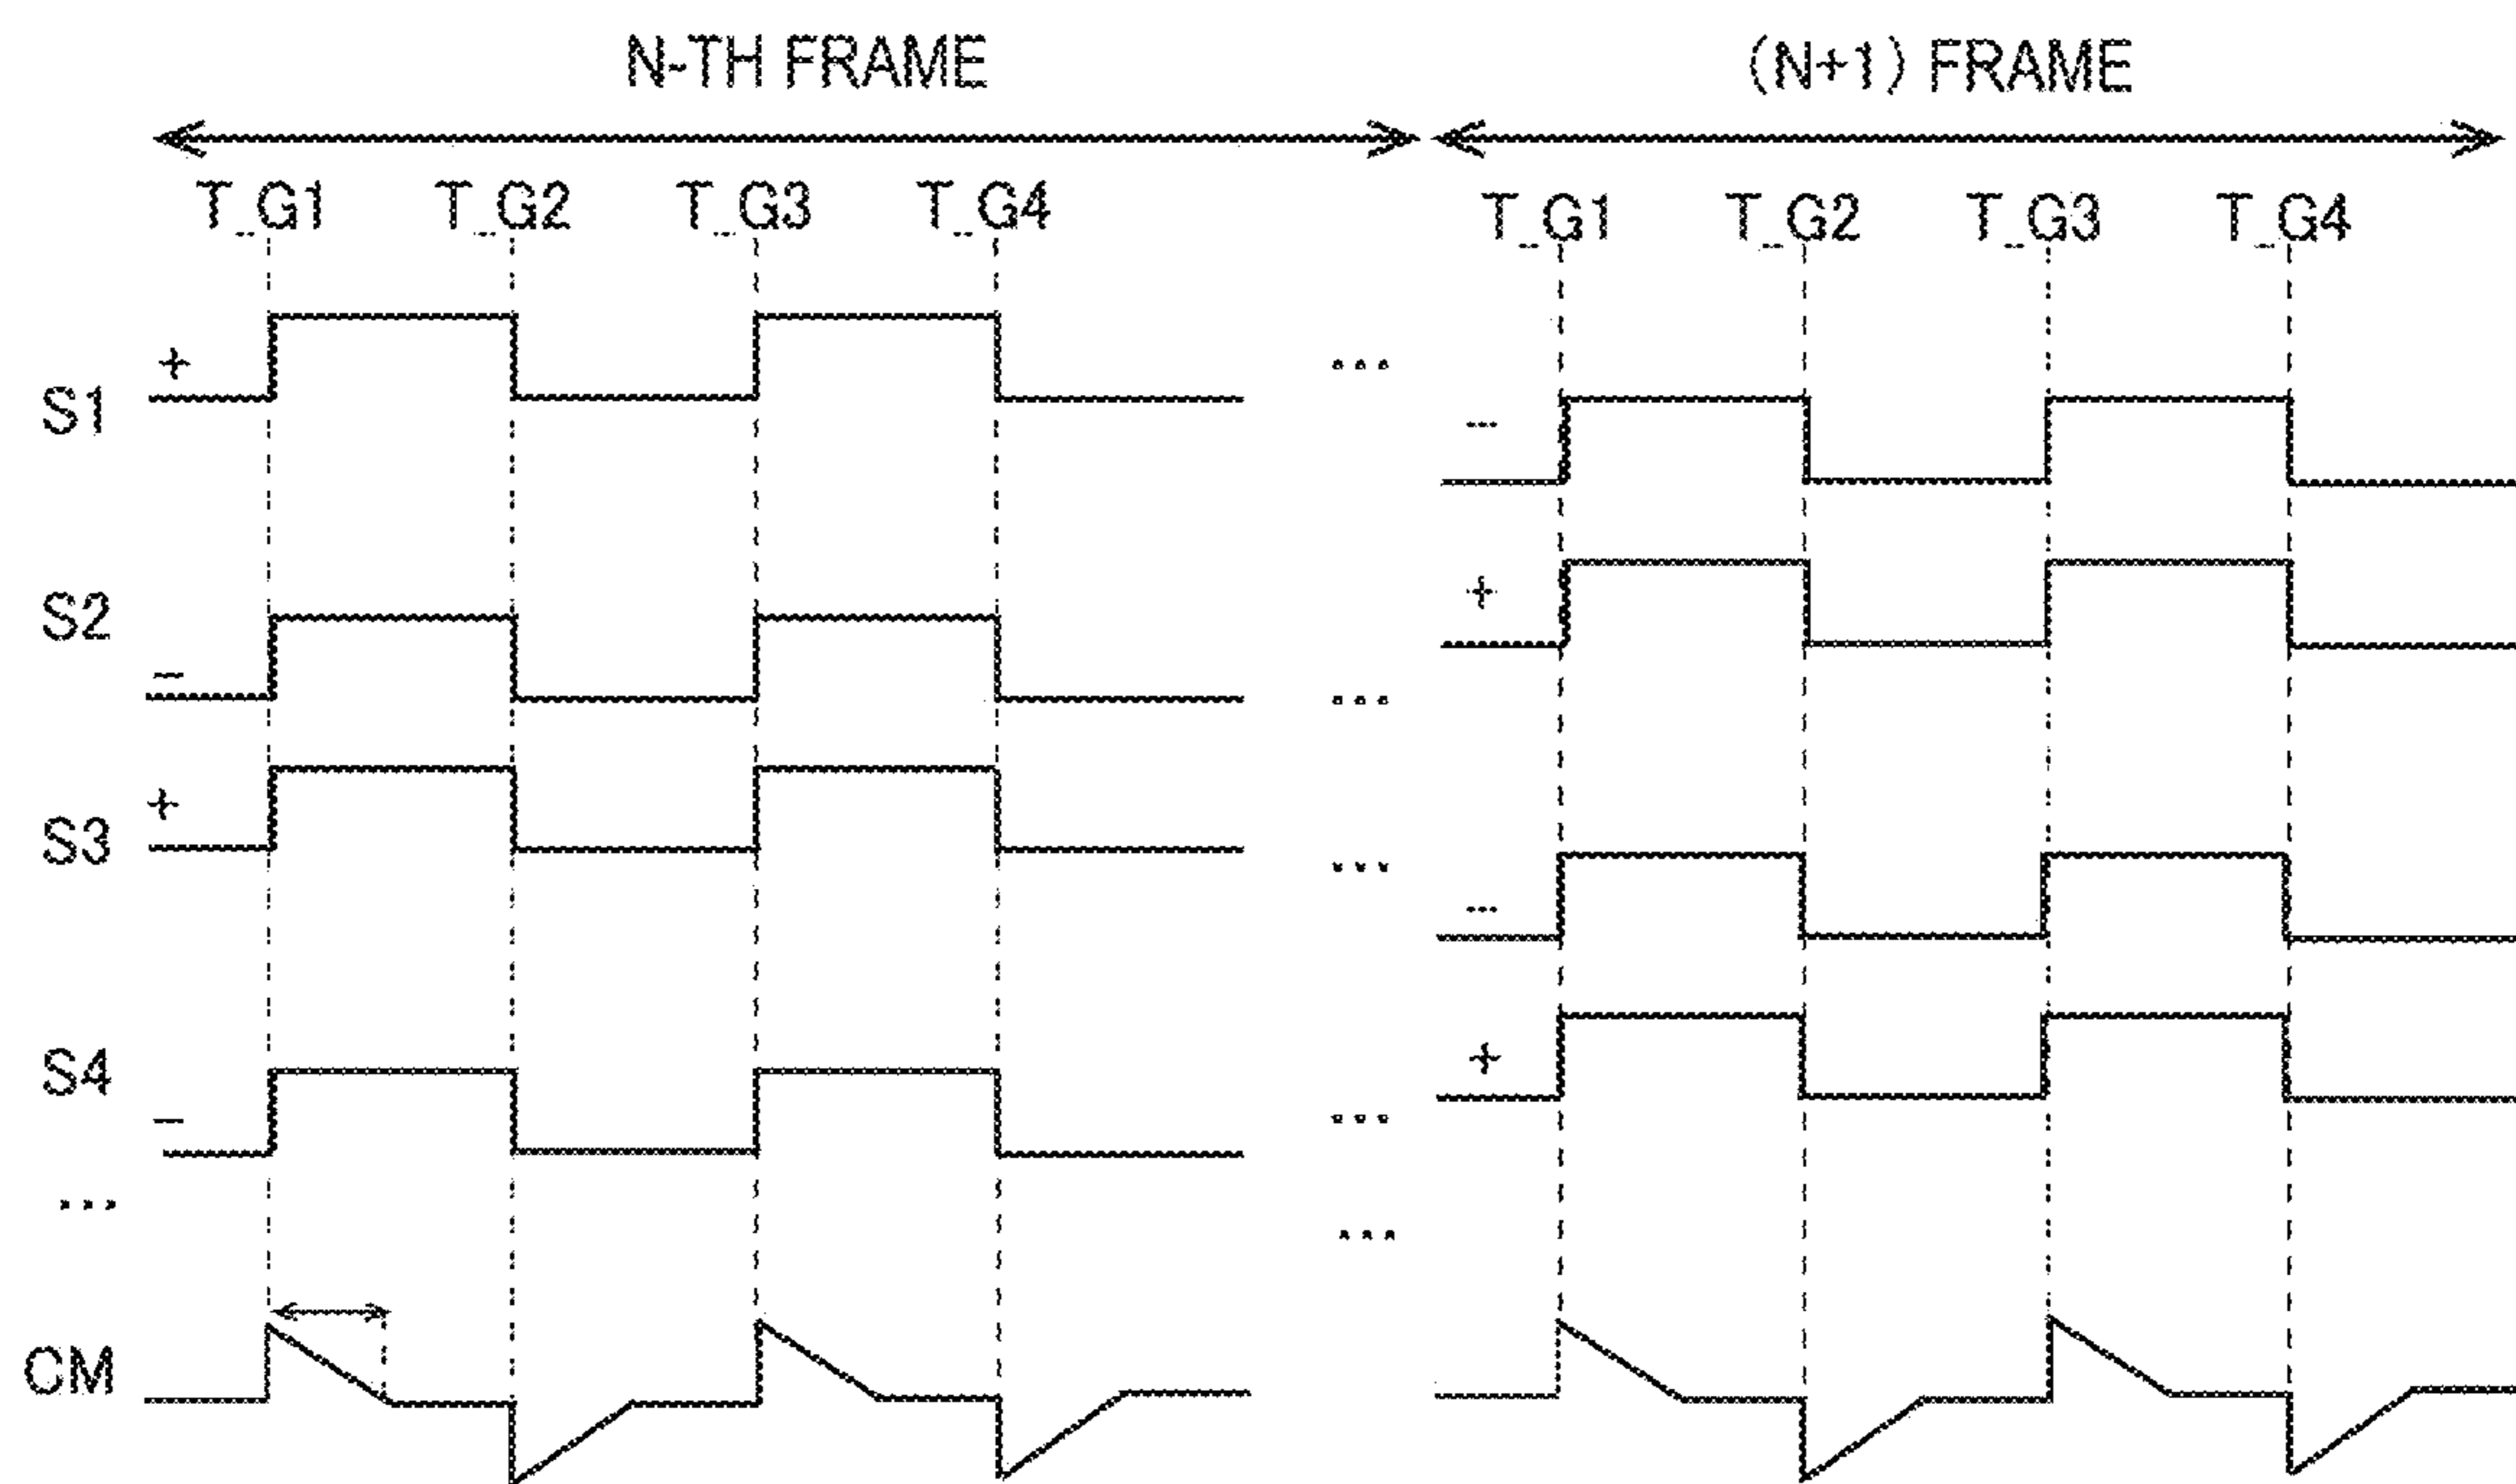 N-TH FRAME (N+1) FRAME
T_G1 T_G2 T_G3 T_G4 T_G1 T_G2 T_G3 T_G4
S1 + ... -
S2 - ... +
S3 + ... -
S4 - ... +
... ...
CM